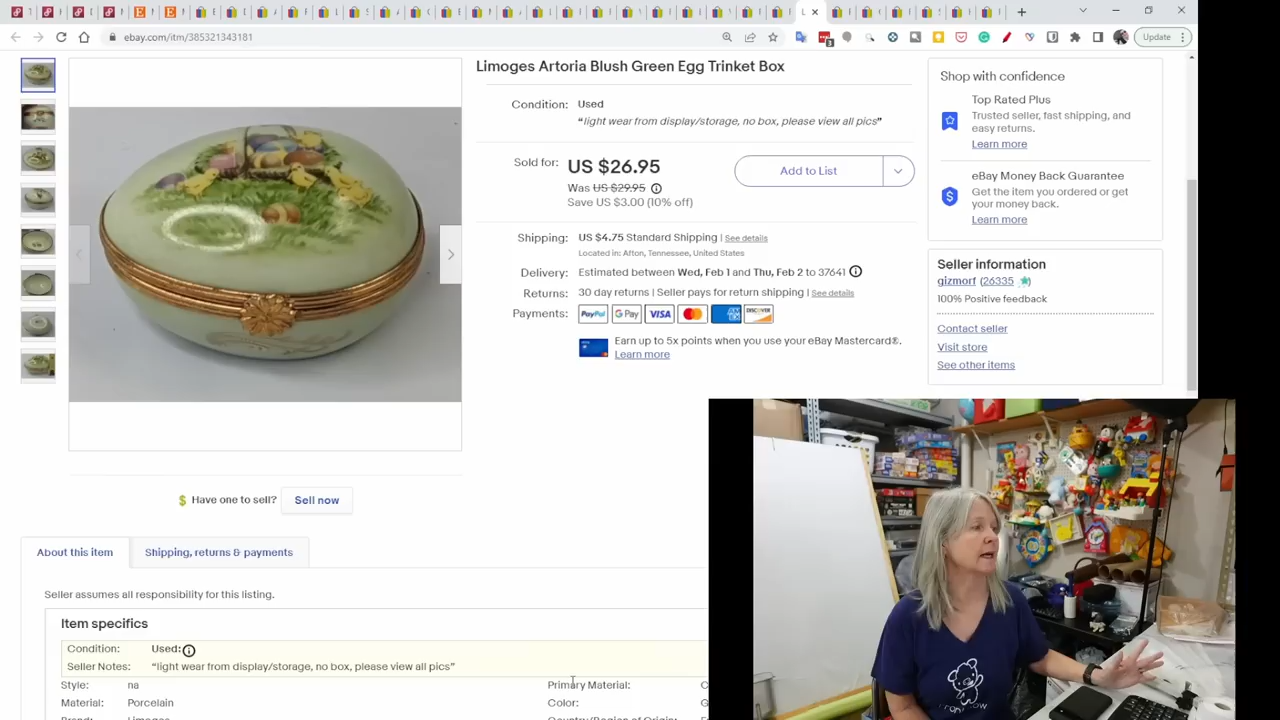 ebay.com/itm/385321343181
3
Update
Limoges Artoria Blush Green Egg Trinket Box
Condition: Used
“light wear from display/storage, no box, please view all pics”
Sold for: US $26.95
Was US $29.95
Save US $3.00 (10% off)
Add to List
Shipping: US $4.75 Standard Shipping | See details
Located in: Afton, Tennessee, United States
Delivery: Estimated between Wed, Feb 1 and Thu, Feb 2 to 37641
Returns: 30 day returns | Seller pays for return shipping | See details
Payments: PayPal G Pay VISA DISCOVER
Earn up to 5x points when you use your eBay Mastercard®.
Learn more
Shop with confidence
Top Rated Plus
Trusted seller, fast shipping, and
easy returns.
Learn more
eBay Money Back Guarantee
Get the item you ordered or get
your money back.
Learn more
Seller information
gizmorf (26335)
100% Positive feedback
Contact seller
Visit store
See other items
$ Have one to sell? Sell now
About this item
Shipping, returns & payments
Seller assumes all responsibility for this listing.
Item specifics
Condition: Used:
Seller Notes: “light wear from display/storage, no box, please view all pics”
Style: na
Primary Material: C
Material: Porcelain
Color: G